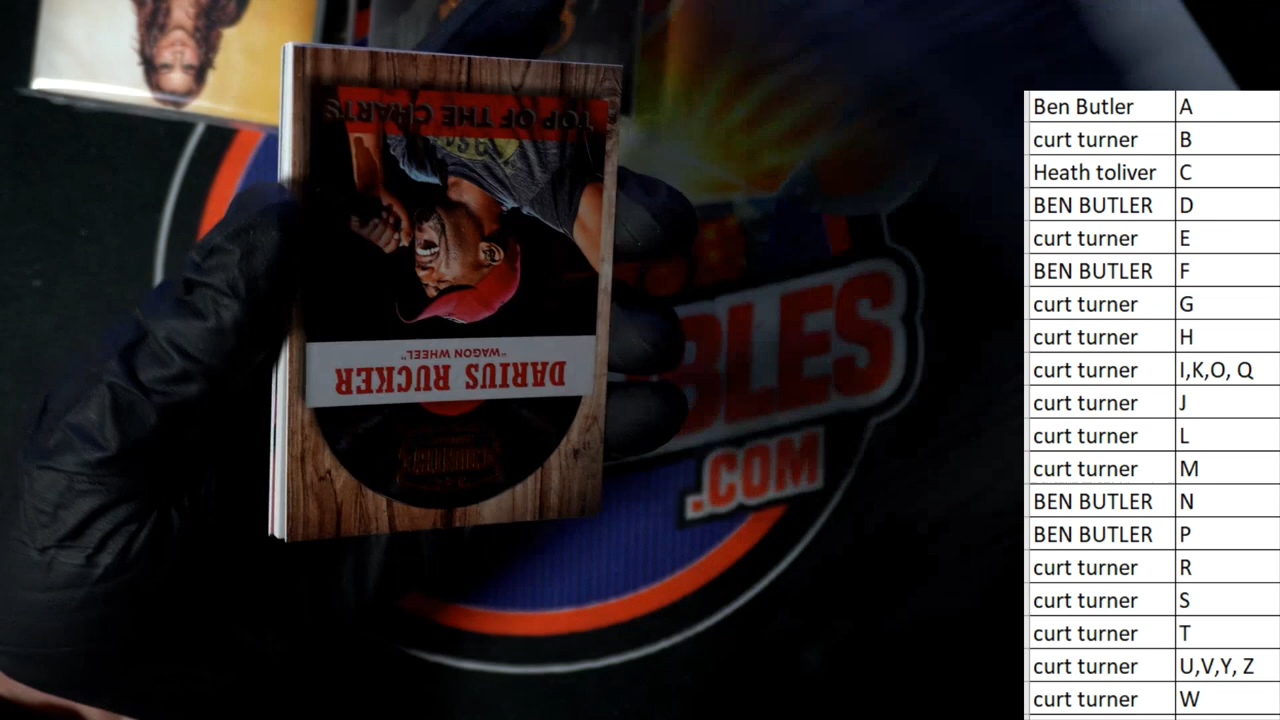 TOP OF THE CHARTS
"WAGON WHEEL"
DARIUS RUCKER
BLES
.COM
Ben Butler A
curt turner B
Heath toliver C
BEN BUTLER D
curt turner E
BEN BUTLER F
curt turner G
curt turner H
curt turner I,K,O, Q
curt turner J
curt turner L
curt turner M
BEN BUTLER N
BEN BUTLER P
curt turner R
curt turner S
curt turner T
curt turner U,V,Y, Z
curt turner W